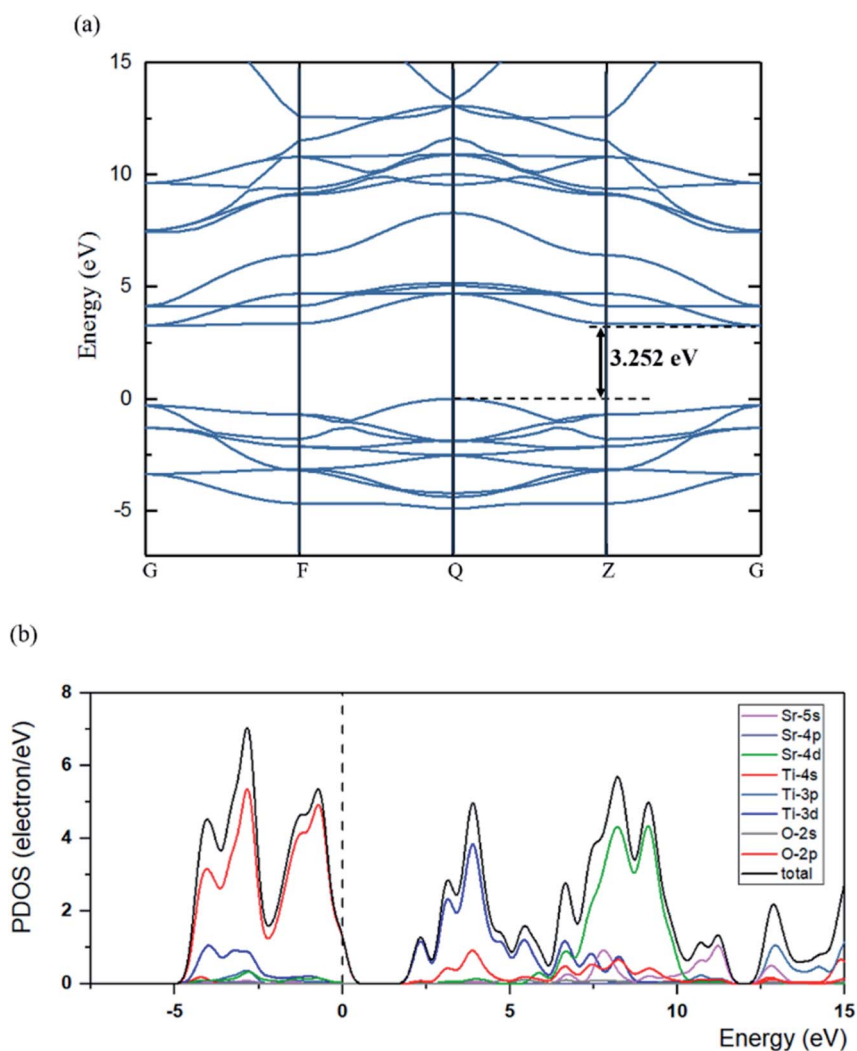 (a)
15
10
5
0
-5
Energy (eV)
3.252 eV
G F Q Z G
(b)
8
6
4
2
0
PDOS (electron/eV)
Sr-5s
Sr-4p
Sr-4d
Ti-4s
Ti-3p
Ti-3d
O-2s
O-2p
total
-5 0 5 10 15
Energy (eV)